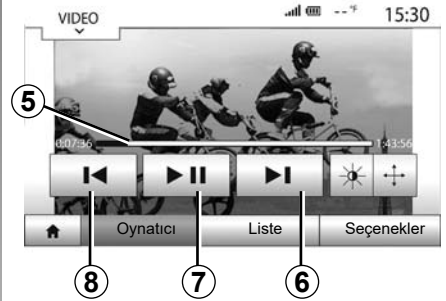 VIDEO
--°F 15:30
5
0:07:36 1:43:56
Oynatıcı Liste Seçenekler
8 7 6